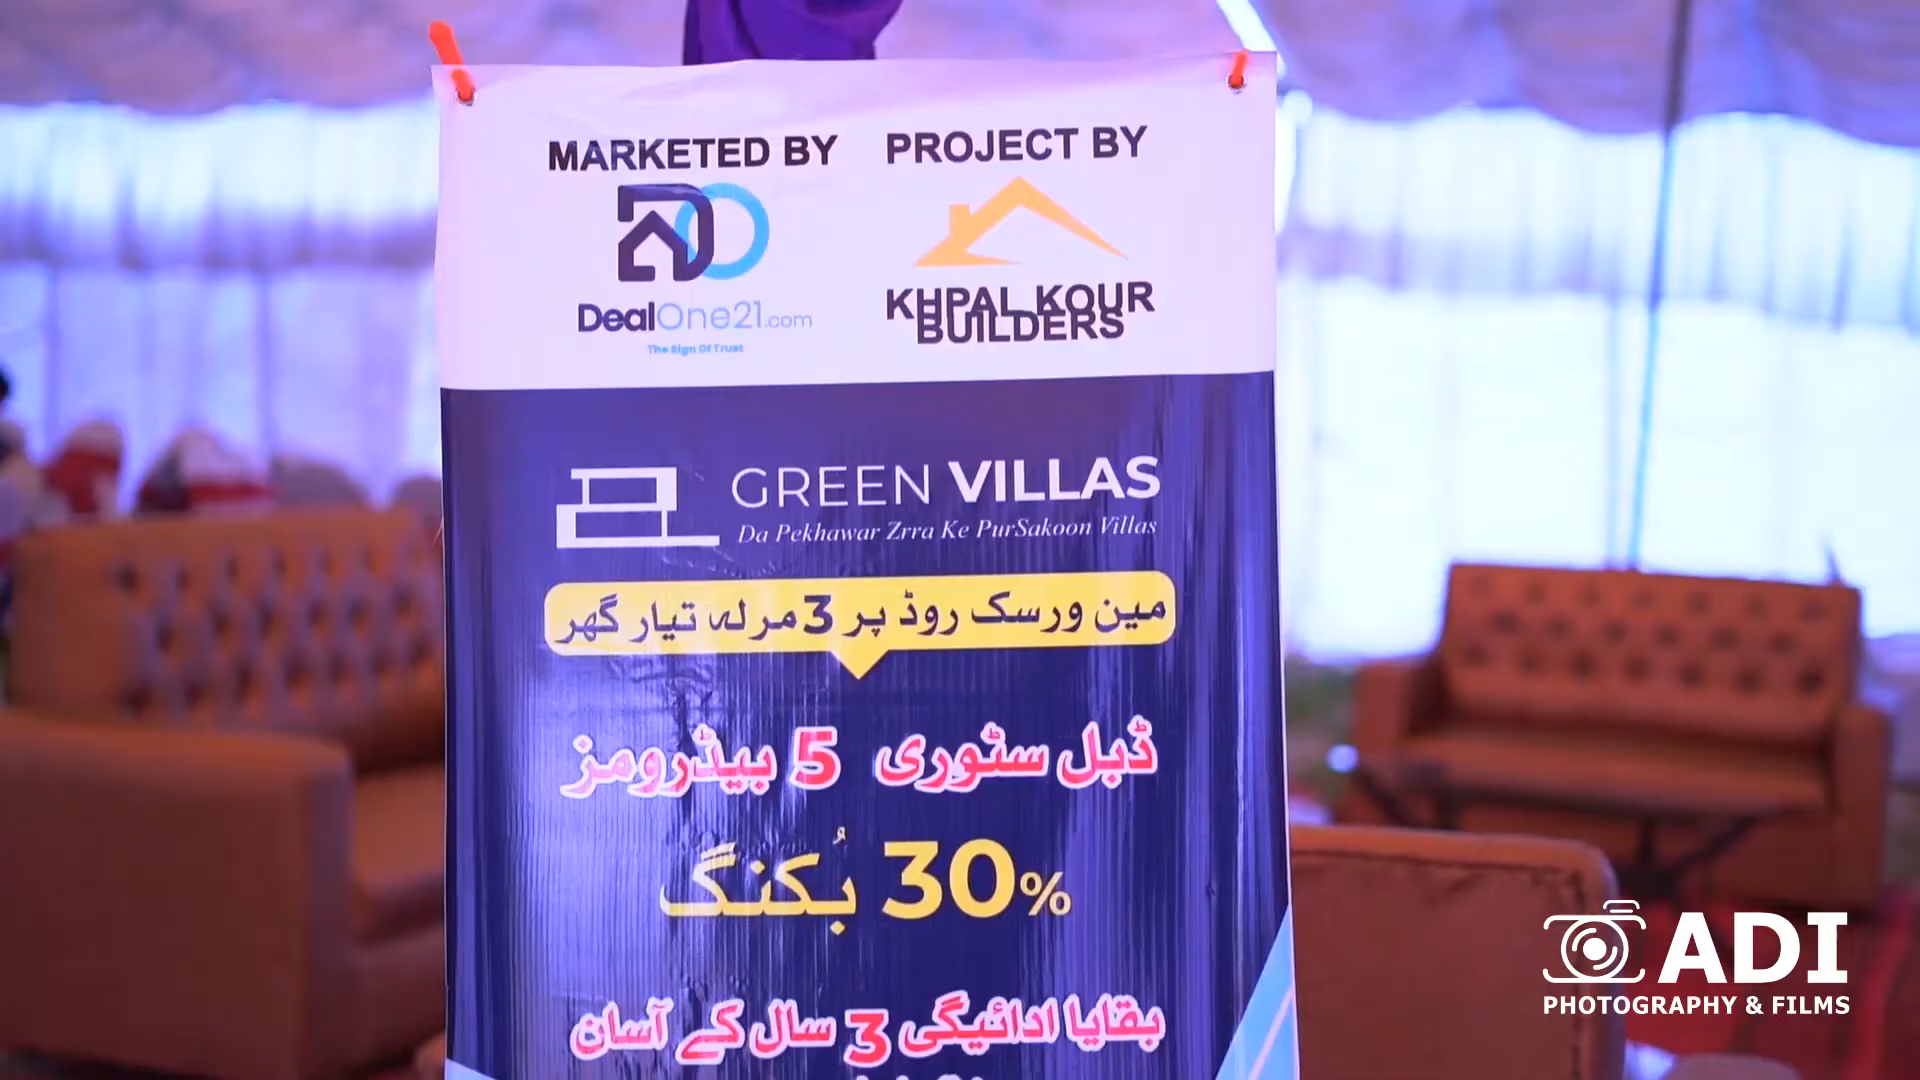 MARKETED BY
PROJECT BY
DealOne21.com
The Sign Of Trust
KHPAL KOUR
BUILDERS
GREEN VILLAS
Da Pekhawar Zrra Ke PurSakoon Villas
مین ورسک روڈ پر 3 مرلہ تیار گھر
ڈبل سٹوری 5 بیڈرومز
30% بُکنگ
بقایا ادائیگی 3 سال کے آسان
ADI
PHOTOGRAPHY & FILMS